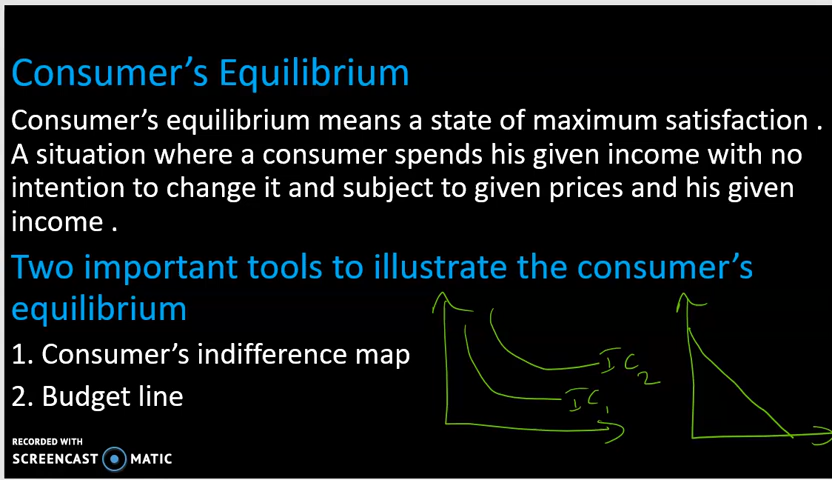 Consumer's Equilibrium
Consumer's equilibrium means a state of maximum satisfaction .
A situation where a consumer spends his given income with no
intention to change it and subject to given prices and his given
income .
Two important tools to illustrate the consumer's
equilibrium
1. Consumer's indifference map
2. Budget line
IC2
IC1
RECORDED WITH
SCREENCAST MATIC